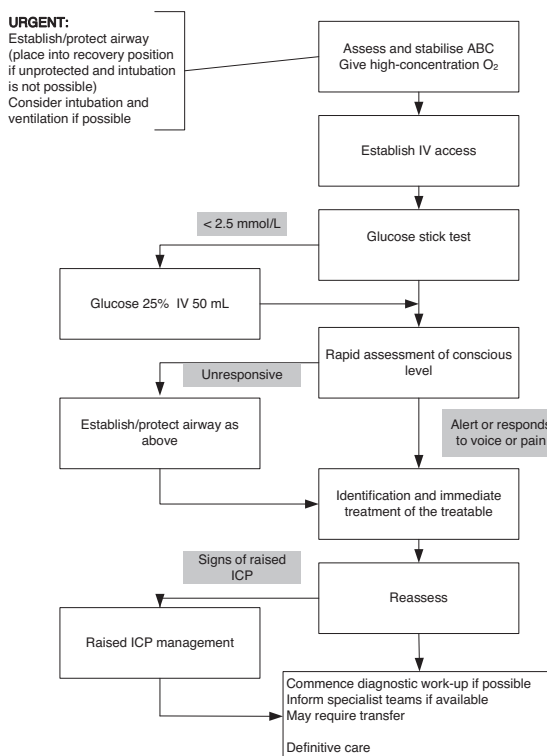 URGENT:
Establish/protect airway
(place into recovery position
if unprotected and intubation
is not possible)
Consider intubation and
ventilation if possible
Assess and stabilise ABC
Give high-concentration O₂
Establish IV access
< 2.5 mmol/L
Glucose stick test
Glucose 25% IV 50 mL
Rapid assessment of conscious
level
Unresponsive
Establish/protect airway as
above
Alert or responds
to voice or pain
Identification and immediate
treatment of the treatable
Signs of raised
ICP
Reassess
Raised ICP management
Commence diagnostic work-up if possible
Inform specialist teams if available
May require transfer
Definitive care